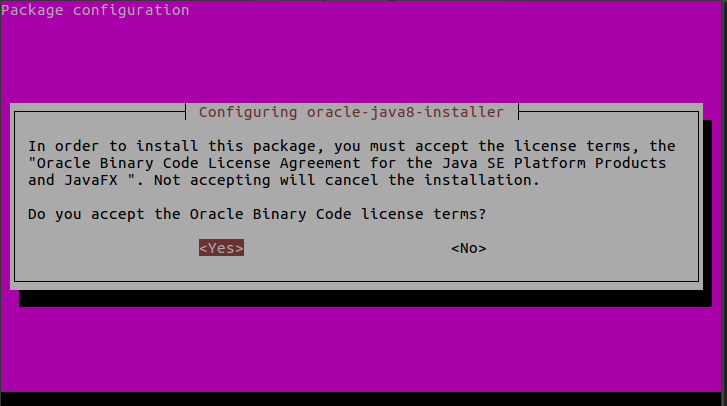 Package configuration
Configuring oracle-java8-installer
In order to install this package, you must accept the license terms, the
"Oracle Binary Code License Agreement for the Java SE Platform Products
and JavaFX ". Not accepting will cancel the installation.
Do you accept the Oracle Binary Code license terms?
<Yes> <No>